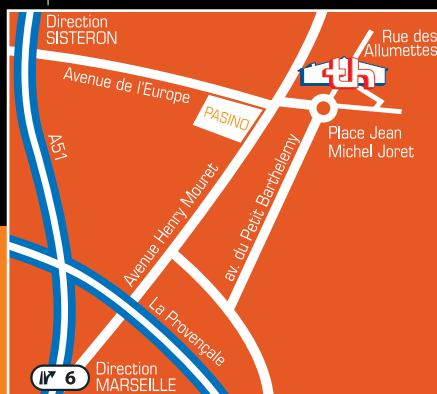 Direction
SISTERON
Rue des
Allumettes
Avenue de l'Europe
PASINO
Place Jean
Michel Joret
A51
Avenue Henry Mouret
av. du Petit Barthelemy
La Provençale
6
Direction
MARSEILLE